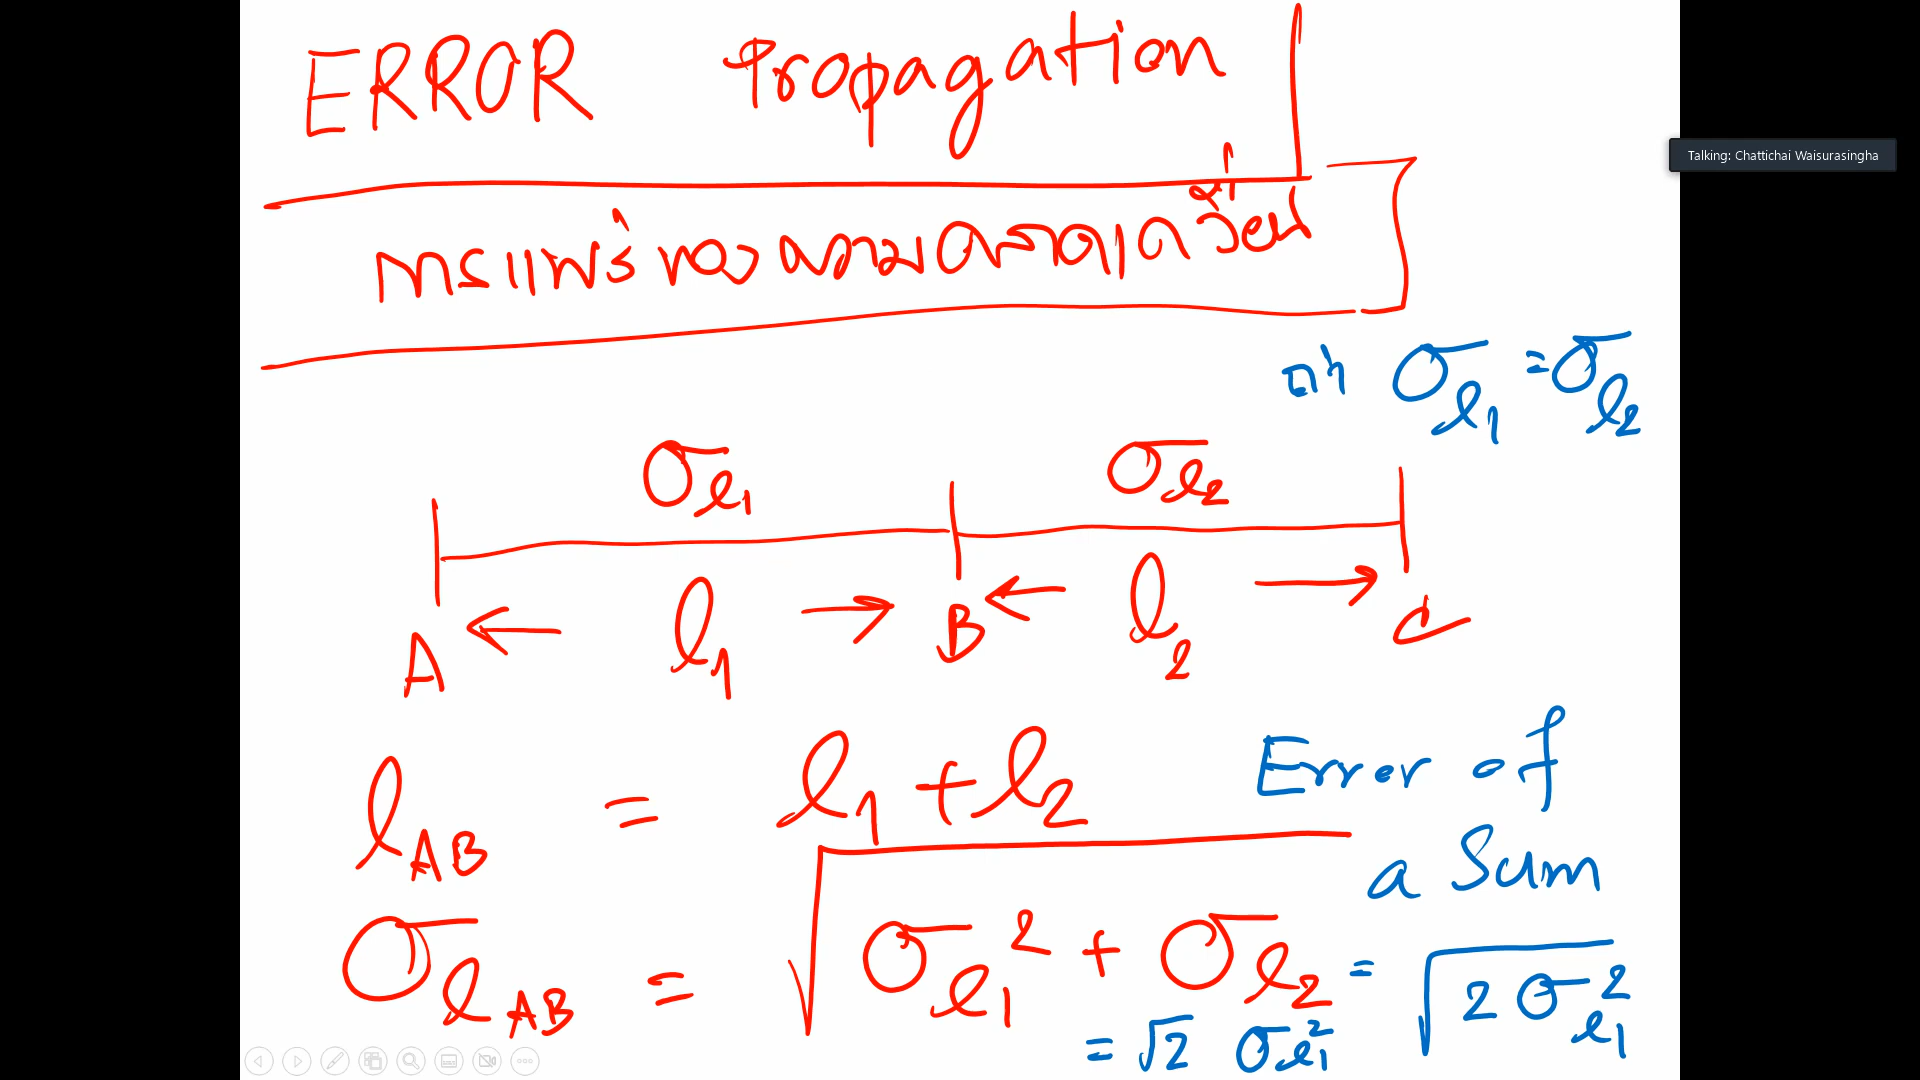 ERROR Propagation
Talking: Chattichai Waisurasingha
การแพร่ของความคลาดเคลื่อน
ถ้า σℓ1 = σℓ2
σℓ1 σℓ2
A ℓ1 B ℓ2 C
ℓAB = ℓ1 + ℓ2
Error of
a Sum
σℓAB = √(σℓ1² + σℓ2) = √(2σℓ1²)
= √2 σℓ1²